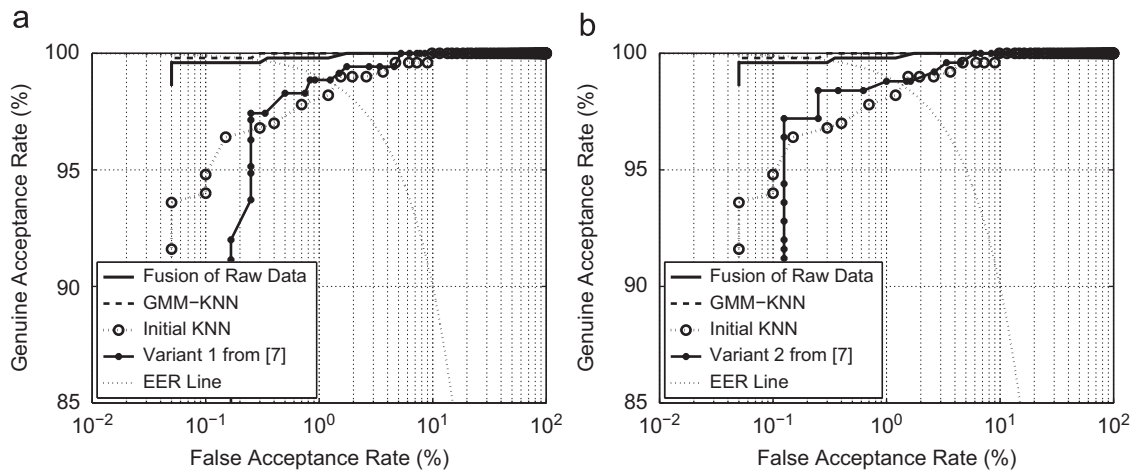 a
100
95
90
85
Genuine Acceptance Rate (%)
Fusion of Raw Data
GMM−KNN
Initial KNN
Variant 1 from [7]
EER Line
10−2
10−1
100
101
102
False Acceptance Rate (%)
b
100
95
90
85
Genuine Acceptance Rate (%)
Fusion of Raw Data
GMM−KNN
Initial KNN
Variant 2 from [7]
EER Line
10−2
10−1
100
101
102
False Acceptance Rate (%)